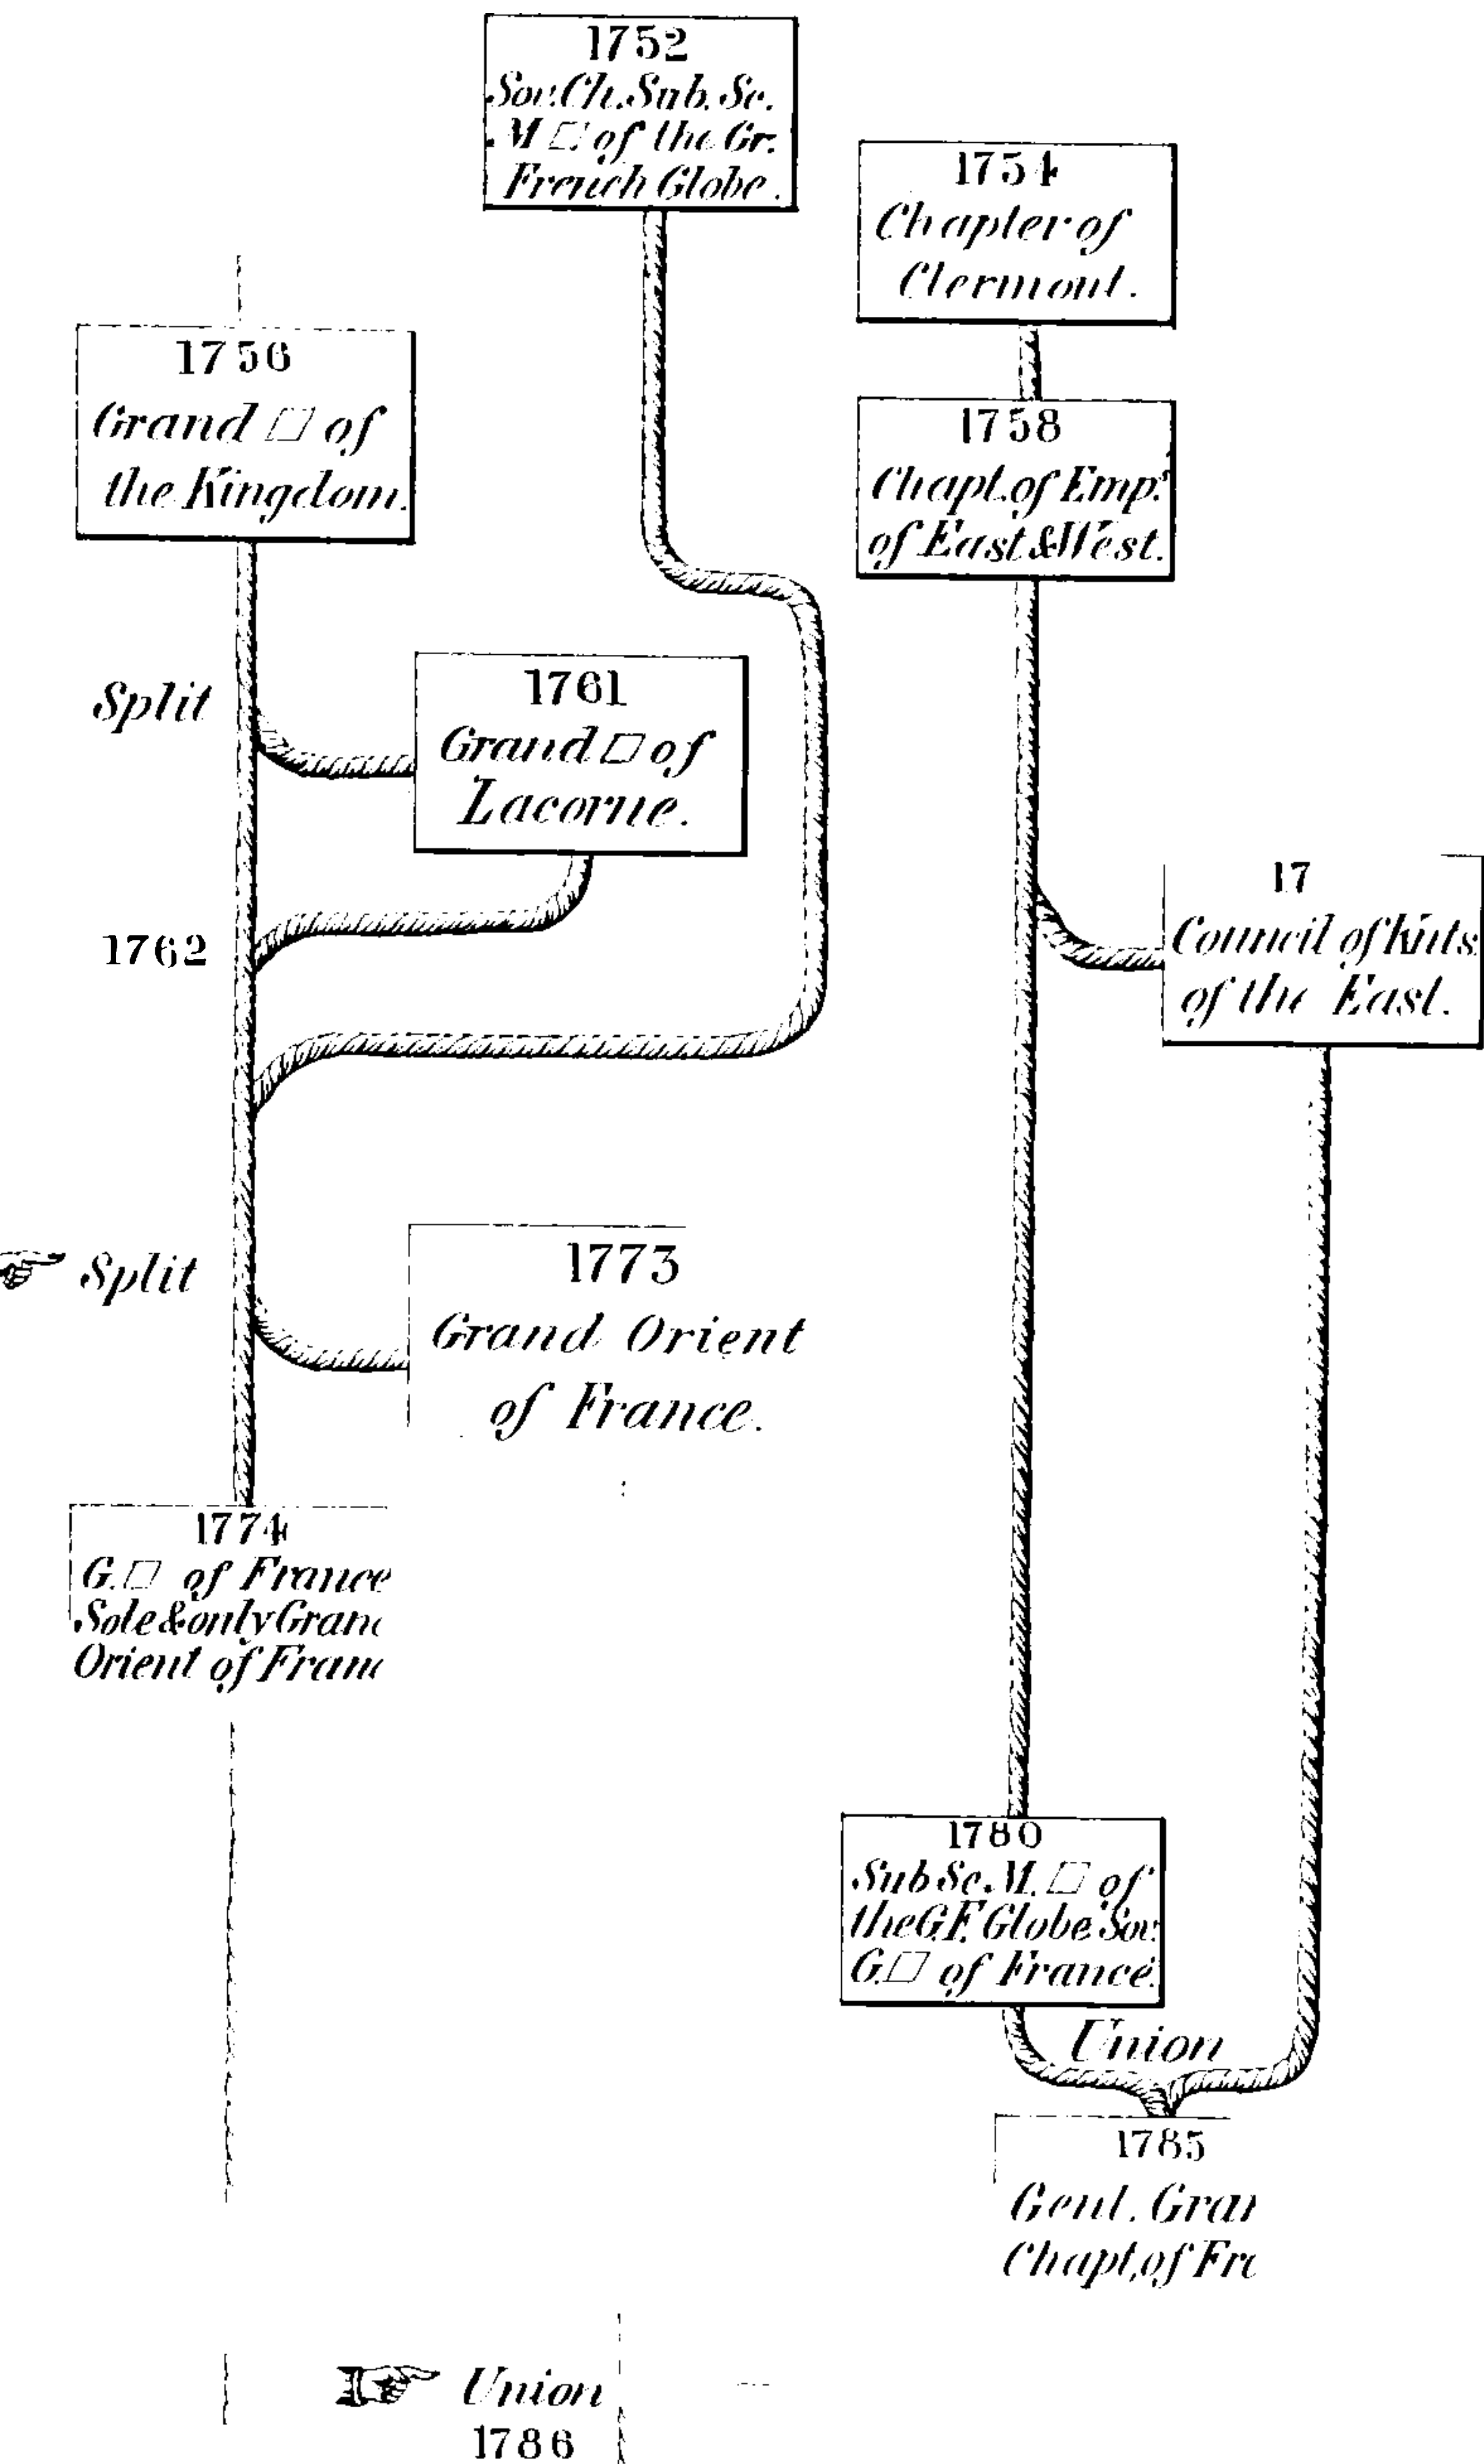 1752
Sov. Ch. Sub. Sc.
M □ of the Gr.
French Globe.
1754
Chapter of
Clermont.
1756
Grand □ of
the Kingdom.
1758
Chapt. of Emp.s
of East & West.
Split
1761
Grand □ of
Lacorne.
1762
17
Council of Knts.
of the East.
☞ Split
1773
Grand Orient
of France.
1774
G. □ of France
Sole & only Gran
Orient of Franc
1780
Sub Sc. M. □ of
the G.F. Globe Sov.
G. □ of France.
Union
1785
Genl. Gran
Chapt. of Fra
☞ Union
1786